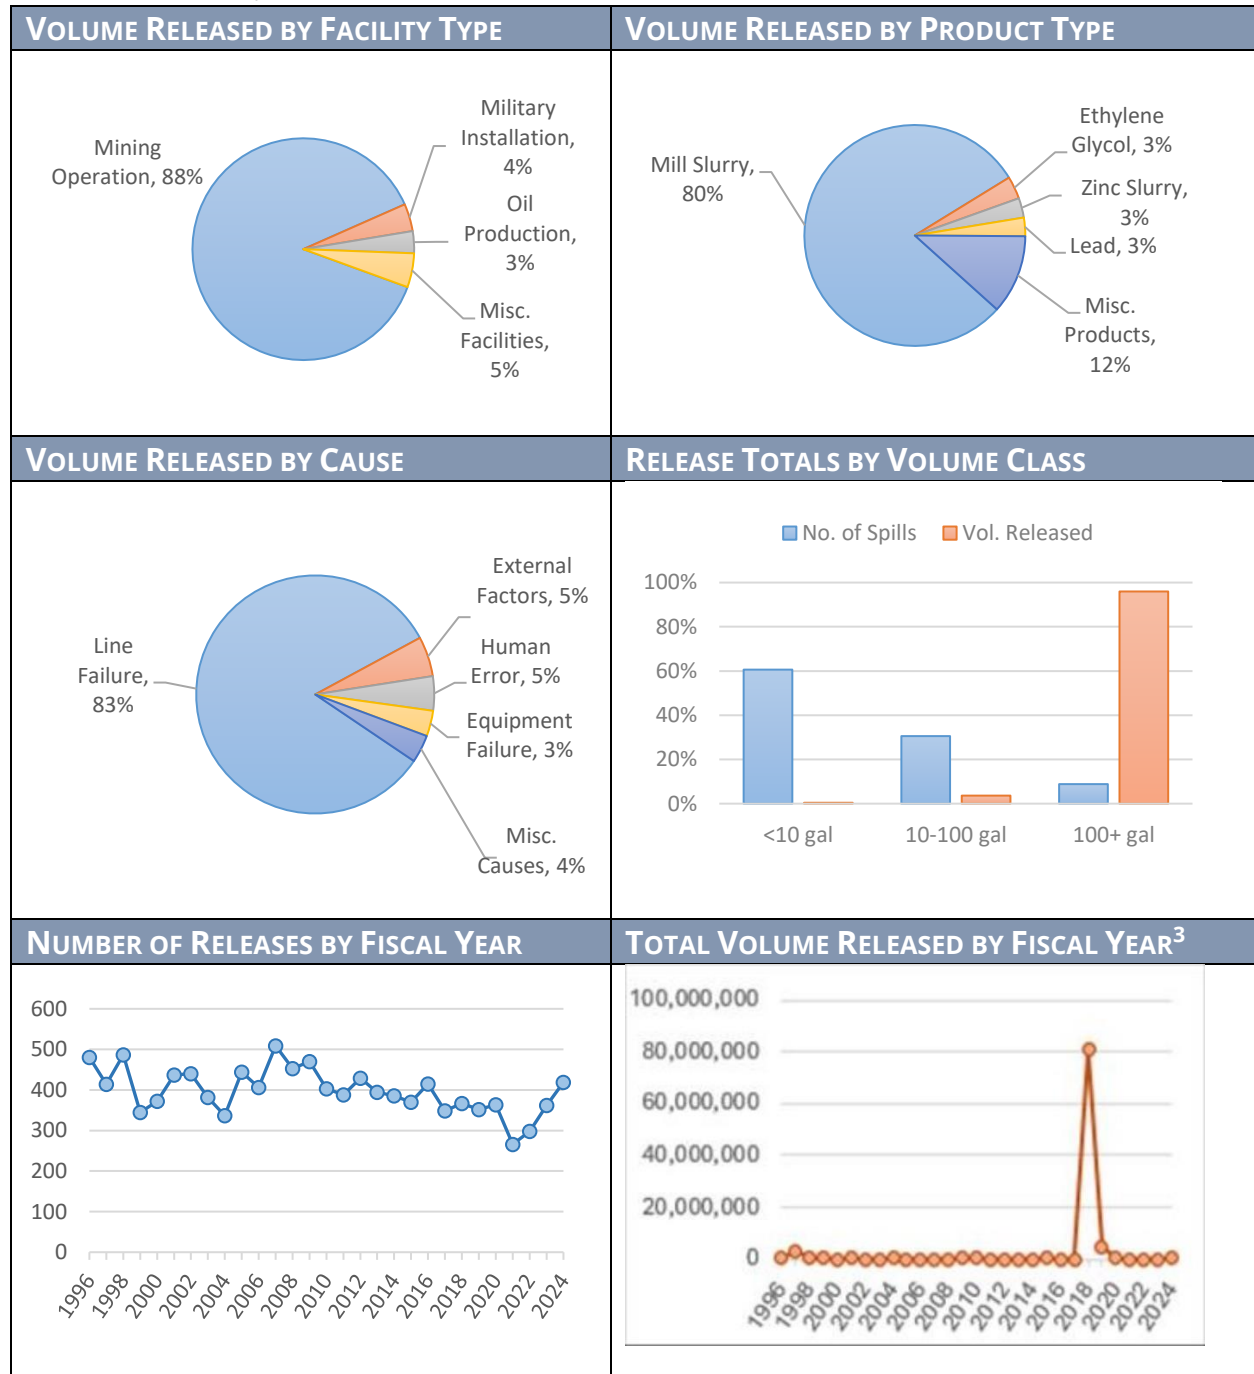 VOLUME RELEASED BY FACILITY TYPE
Mining
Operation, 88%
Military
Installation,
4%
Oil
Production,
3%
Misc.
Facilities,
5%
VOLUME RELEASED BY PRODUCT TYPE
Mill Slurry,
80%
Ethylene
Glycol, 3%
Zinc Slurry,
3%
Lead, 3%
Misc.
Products,
12%
VOLUME RELEASED BY CAUSE
Line
Failure,
83%
External
Factors, 5%
Human
Error, 5%
Equipment
Failure, 3%
Misc.
Causes, 4%
RELEASE TOTALS BY VOLUME CLASS
No. of Spills Vol. Released
100%
80%
60%
40%
20%
0%
<10 gal 10-100 gal 100+ gal
NUMBER OF RELEASES BY FISCAL YEAR
600
500
400
300
200
100
0
1996 1998 2000 2002 2004 2006 2008 2010 2012 2014 2016 2018 2020 2022 2024
TOTAL VOLUME RELEASED BY FISCAL YEAR³
100,000,000
80,000,000
60,000,000
40,000,000
20,000,000
0
1996 1998 2000 2002 2004 2006 2008 2010 2012 2014 2016 2018 2020 2022 2024